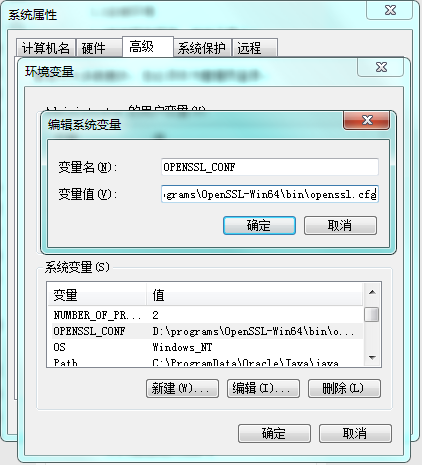 系统属性
计算机名 硬件 高级 系统保护 远程
环境变量
的用户变量(U)
编辑系统变量
变量名(N): OPENSSL_CONF
变量值(V): grams\OpenSSL-Win64\bin\openssl.cfg
确定 取消
系统变量(S)
变量 值
NUMBER_OF_PR... 2
OPENSSL_CONF D:\programs\OpenSSL-Win64\bin\o...
OS Windows_NT
Path C:\ProgramData\Oracle\Java\java
新建(W)... 编辑(I)... 删除(L)
确定 取消